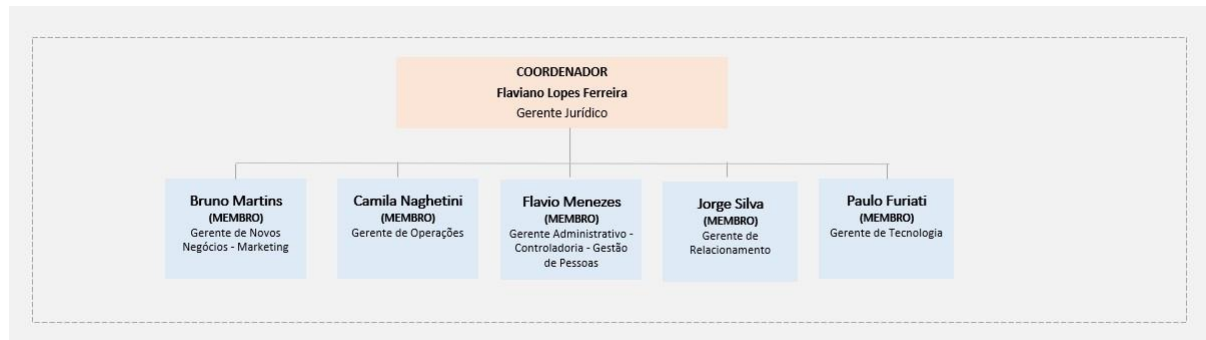 COORDENADOR
Flaviano Lopes Ferreira
Gerente Jurídico
Bruno Martins
(MEMBRO)
Gerente de Novos
Negócios - Marketing
Camila Naghetini
(MEMBRO)
Gerente de Operações
Flavio Menezes
(MEMBRO)
Gerente Administrativo -
Controladoria - Gestão
de Pessoas
Jorge Silva
(MEMBRO)
Gerente de
Relacionamento
Paulo Furiati
(MEMBRO)
Gerente de Tecnologia